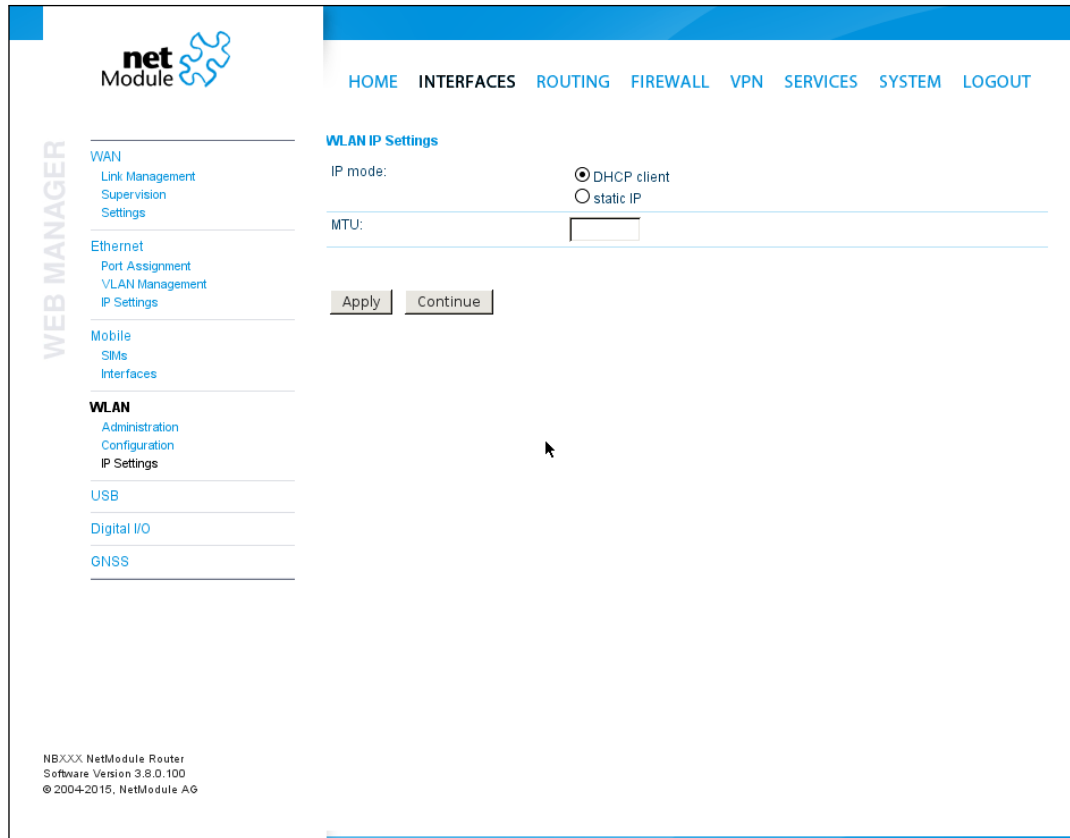 net
Module
HOME INTERFACES ROUTING FIREWALL VPN SERVICES SYSTEM LOGOUT
WEB MANAGER
WAN
Link Management
Supervision
Settings
Ethernet
Port Assignment
VLAN Management
IP Settings
Mobile
SIMs
Interfaces
WLAN
Administration
Configuration
IP Settings
USB
Digital I/O
GNSS
WLAN IP Settings
IP mode:
DHCP client
static IP
MTU:
Apply Continue
NBXXX NetModule Router
Software Version 3.8.0.100
© 2004-2015, NetModule AG